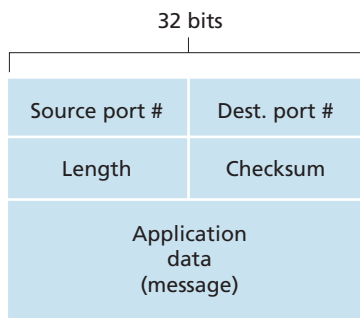 32 bits
Source port #
Dest. port #
Length
Checksum
Application
data
(message)